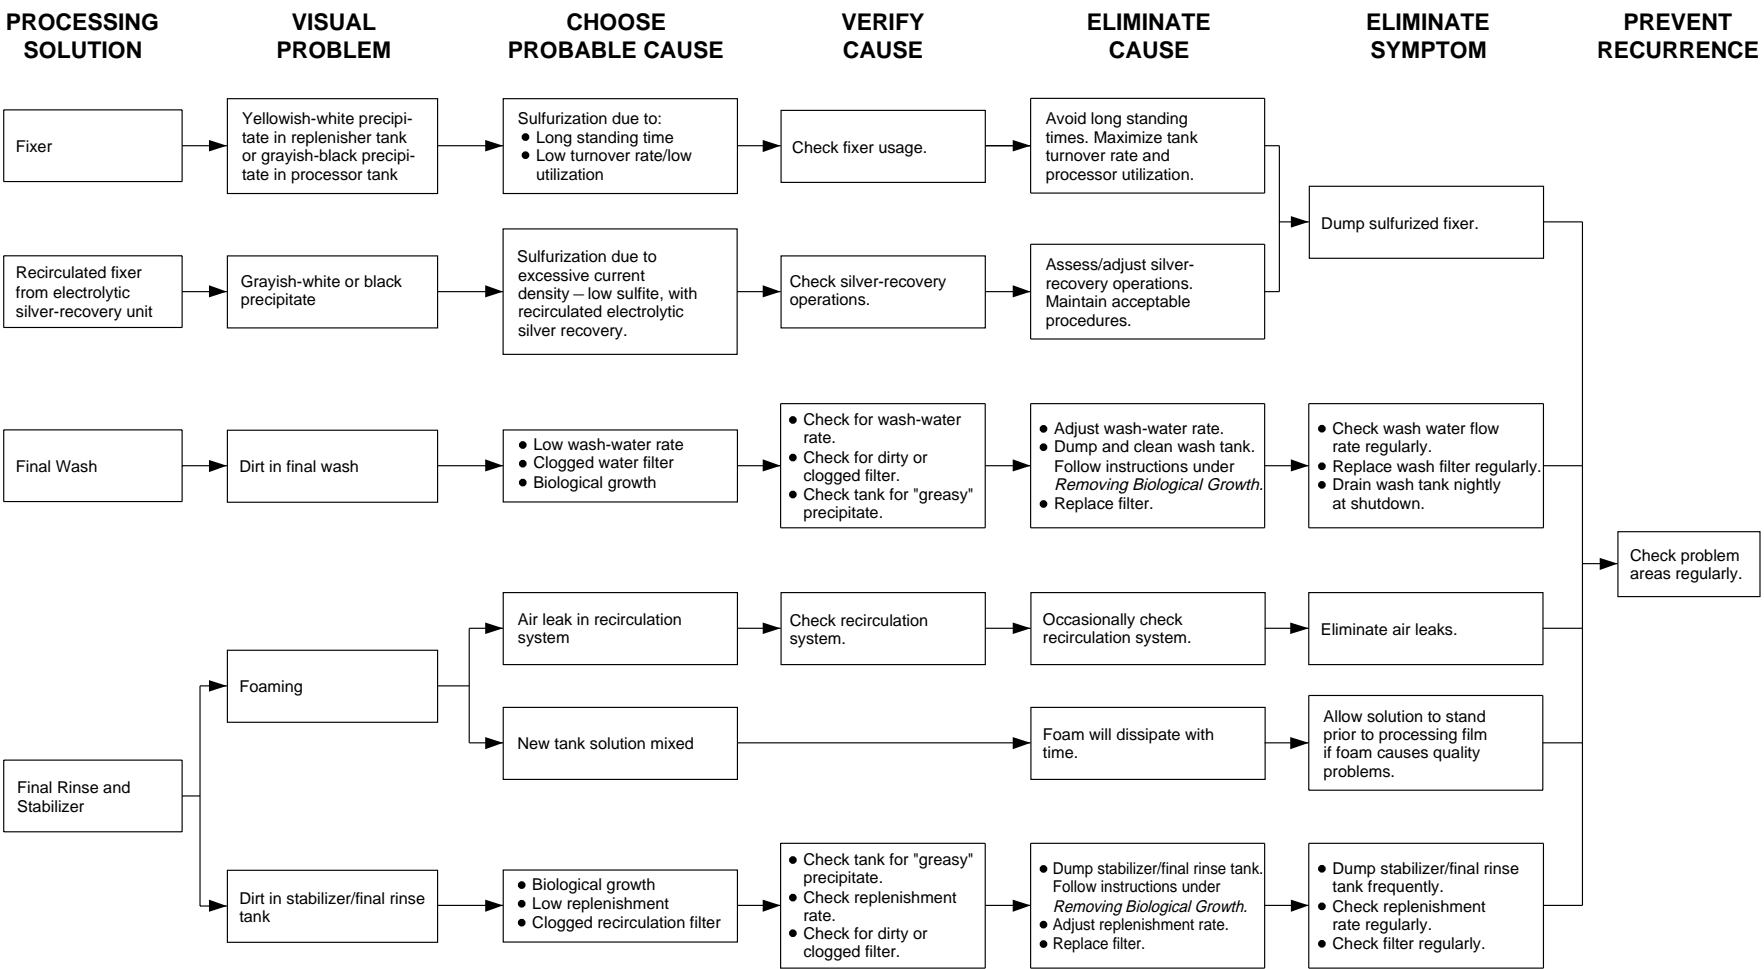 PROCESSING
SOLUTION
VISUAL
PROBLEM
CHOOSE
PROBABLE CAUSE
VERIFY
CAUSE
ELIMINATE
CAUSE
ELIMINATE
SYMPTOM
PREVENT
RECURRENCE
Fixer
Yellowish-white precipi-
tate in replenisher tank
or grayish-black precipi-
tate in processor tank
Sulfurization due to:
● Long standing time
● Low turnover rate/low
utilization
Check fixer usage.
Avoid long standing
times. Maximize tank
turnover rate and
processor utilization.
Dump sulfurized fixer.
Recirculated fixer
from electrolytic
silver-recovery unit
Grayish-white or black
precipitate
Sulfurization due to
excessive current
density – low sulfite, with
recirculated electrolytic
silver recovery.
Check silver-recovery
operations.
Assess/adjust silver-
recovery operations.
Maintain acceptable
procedures.
Final Wash
Dirt in final wash
● Low wash-water rate
● Clogged water filter
● Biological growth
● Check for wash-water
rate.
● Check for dirty or
clogged filter.
● Check tank for "greasy"
precipitate.
● Adjust wash-water rate.
● Dump and clean wash tank.
Follow instructions under
Removing Biological Growth.
● Replace filter.
● Check wash water flow
rate regularly.
● Replace wash filter regularly.
● Drain wash tank nightly
at shutdown.
Check problem
areas regularly.
Final Rinse and
Stabilizer
Foaming
Air leak in recirculation
system
Check recirculation
system.
Occasionally check
recirculation system.
Eliminate air leaks.
New tank solution mixed
Foam will dissipate with
time.
Allow solution to stand
prior to processing film
if foam causes quality
problems.
Dirt in stabilizer/final rinse
tank
● Biological growth
● Low replenishment
● Clogged recirculation filter
● Check tank for "greasy"
precipitate.
● Check replenishment
rate.
● Check for dirty or
clogged filter.
● Dump stabilizer/final rinse tank.
Follow instructions under
Removing Biological Growth.
● Adjust replenishment rate.
● Replace filter.
● Dump stabilizer/final rinse
tank frequently.
● Check replenishment
rate regularly.
● Check filter regularly.